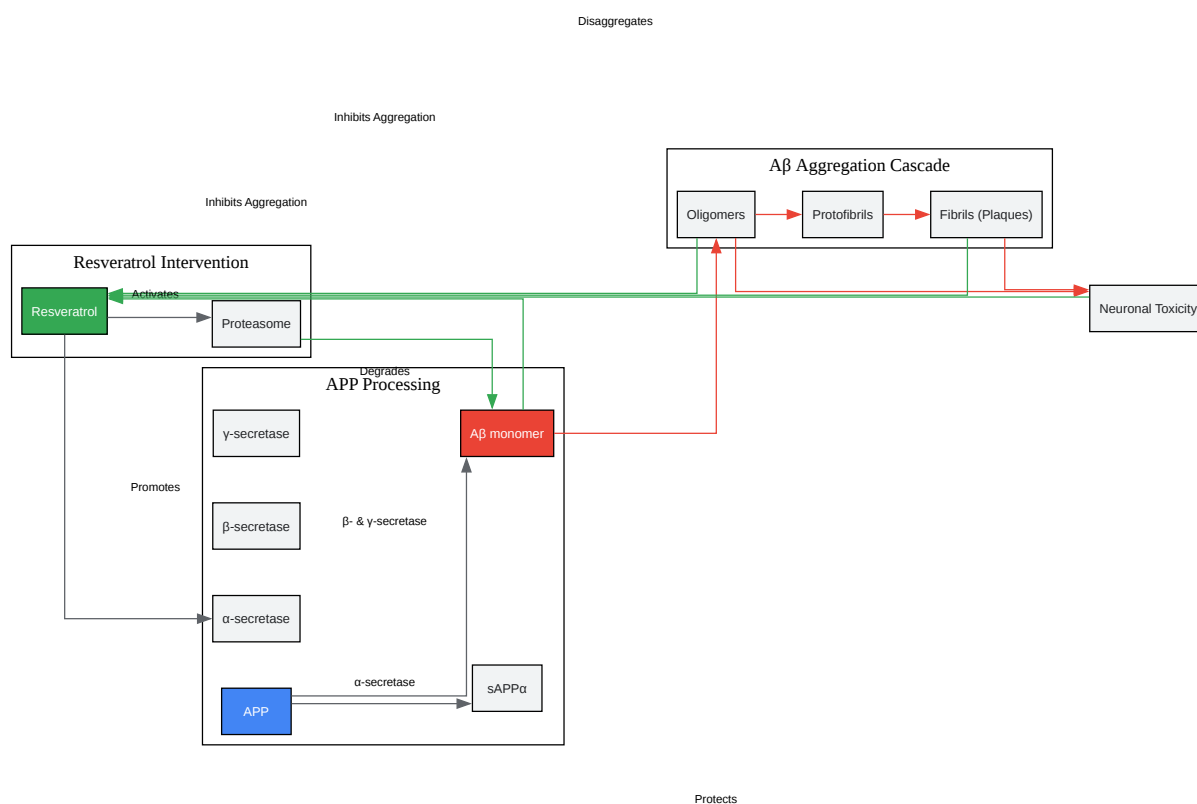 Disaggregates
Inhibits Aggregation
Aβ Aggregation Cascade
Inhibits Aggregation
Oligomers
Protofibrils
Fibrils (Plaques)
Resveratrol Intervention
Activates
Resveratrol
Proteasome
Neuronal Toxicity
Degrades
APP Processing
γ-secretase
Aβ monomer
Promotes
β-secretase
β- & γ-secretase
α-secretase
α-secretase
sAPPα
APP
Protects